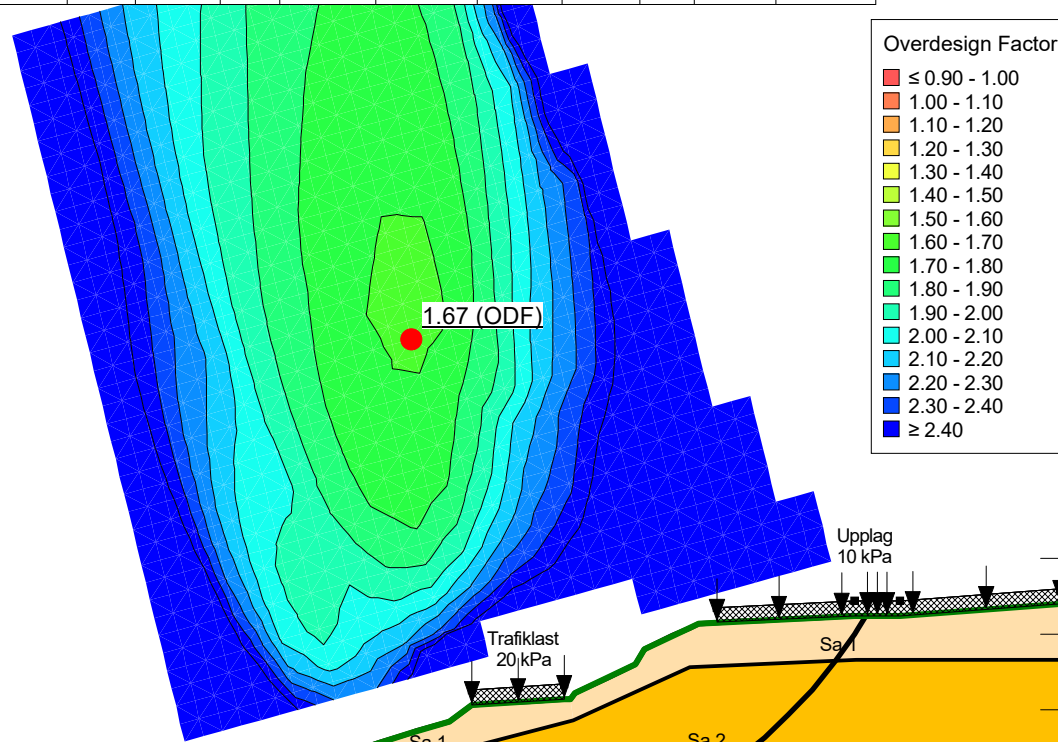 Overdesign Factor
≤ 0.90 - 1.00
1.00 - 1.10
1.10 - 1.20
1.20 - 1.30
1.30 - 1.40
1.40 - 1.50
1.50 - 1.60
1.60 - 1.70
1.70 - 1.80
1.80 - 1.90
1.90 - 2.00
2.00 - 2.10
2.10 - 2.20
2.20 - 2.30
2.30 - 2.40
≥ 2.40
1.67 (ODF)
Upplag
10 kPa
Trafiklast
20 kPa
Sa 1
Sa 1
Sa 2